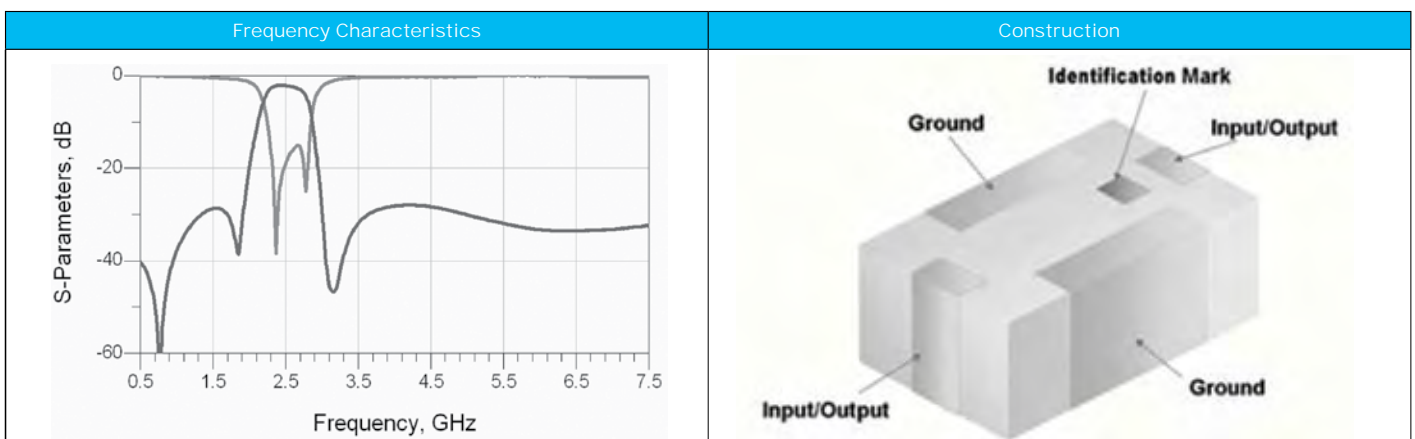 Frequency Characteristics
Construction
S-Parameters, dB
0
-20
-40
-60
0.5 1.5 2.5 3.5 4.5 5.5 6.5 7.5
Frequency, GHz
Identification Mark
Ground
Input/Output
Ground
Input/Output